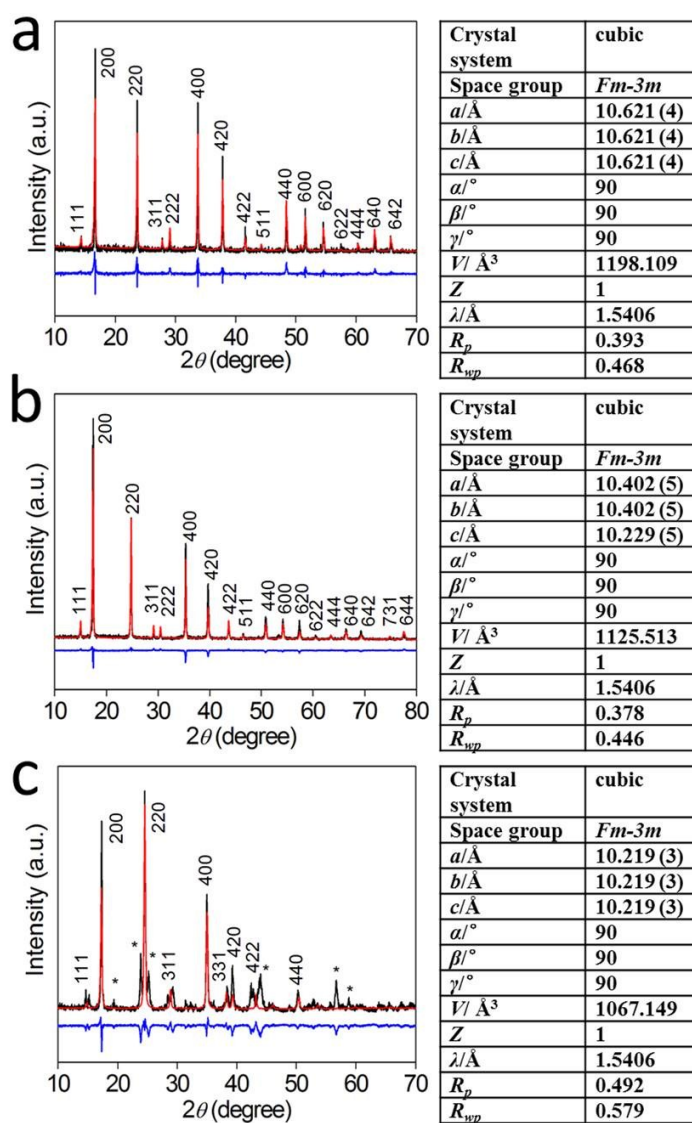 a
Intensity (a.u.)
200
220
400
420
111
311
222
422
511
440
600
620
622
444
640
642
10 20 30 40 50 60 70
2θ (degree)
Crystal system cubic
Space group Fm-3m
a/Å 10.621 (4)
b/Å 10.621 (4)
c/Å 10.621 (4)
α/° 90
β/° 90
γ/° 90
V/ Å³ 1198.109
Z 1
λ/Å 1.5406
Rp 0.393
Rwp 0.468
b
Intensity (a.u.)
200
220
400
420
111
311
222
422
511
440
600
620
622
444
640
642
731
644
10 20 30 40 50 60 70 80
2θ (degree)
Crystal system cubic
Space group Fm-3m
a/Å 10.402 (5)
b/Å 10.402 (5)
c/Å 10.229 (5)
α/° 90
β/° 90
γ/° 90
V/ Å³ 1125.513
Z 1
λ/Å 1.5406
Rp 0.378
Rwp 0.446
c
Intensity (a.u.)
200
220
400
111
*
*
*
311
331
420
422
*
440
*
*
10 20 30 40 50 60 70
2θ (degree)
Crystal system cubic
Space group Fm-3m
a/Å 10.219 (3)
b/Å 10.219 (3)
c/Å 10.219 (3)
α/° 90
β/° 90
γ/° 90
V/ Å³ 1067.149
Z 1
λ/Å 1.5406
Rp 0.492
Rwp 0.579